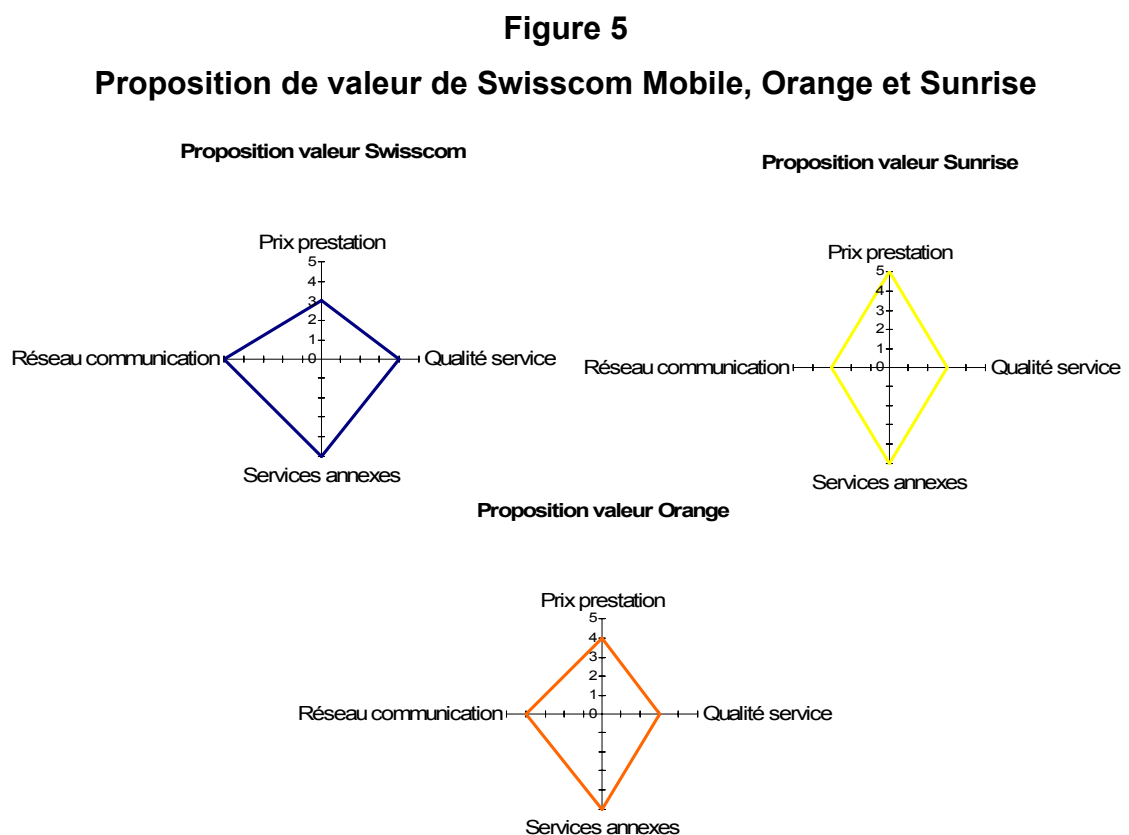 Figure 5
Proposition de valeur de Swisscom Mobile, Orange et Sunrise
Proposition valeur Swisscom
Prix prestation
5
4
3
2
1
0
Réseau communication
Qualité service
Services annexes
Proposition valeur Sunrise
Prix prestation
5
4
3
2
1
0
Réseau communication
Qualité service
Services annexes
Proposition valeur Orange
Prix prestation
5
4
3
2
1
0
Réseau communication
Qualité service
Services annexes